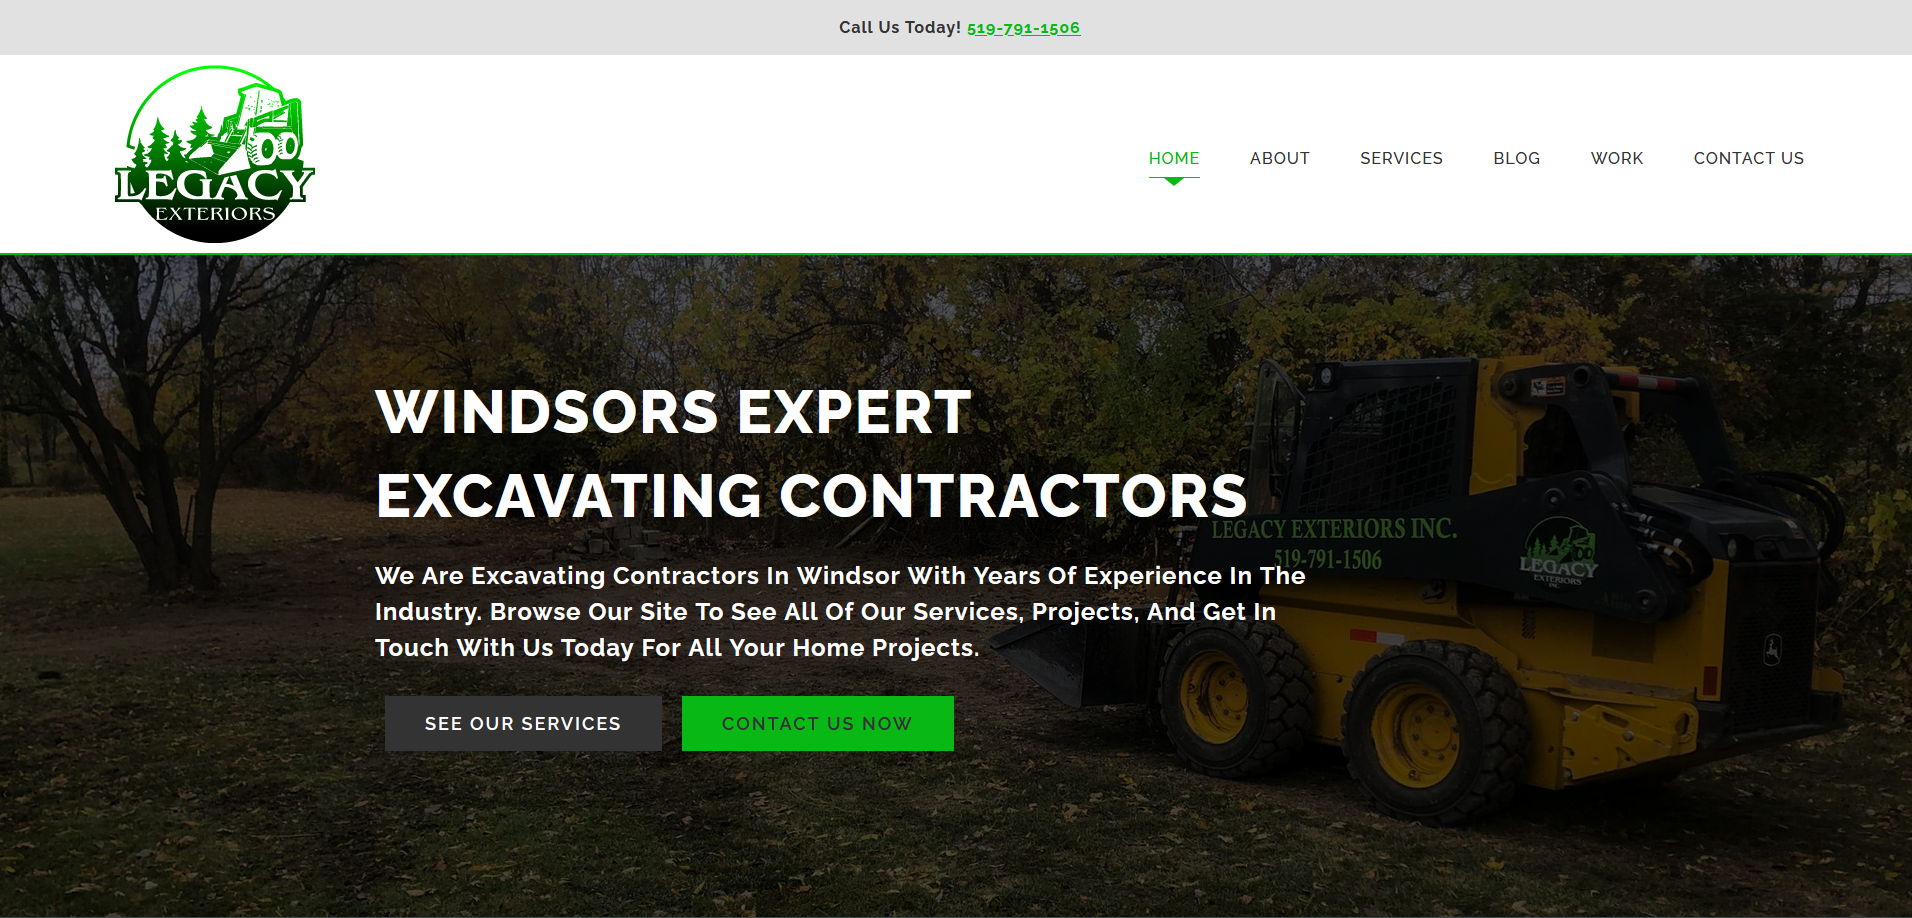 Call Us Today! 519-791-1506
LEGACY
EXTERIORS
HOME ABOUT SERVICES BLOG WORK CONTACT US
WINDSORS EXPERT
EXCAVATING CONTRACTORS
LEGACY EXTERIORS INC.
519-791-1506
LEGACY
EXTERIORS
INC.
We Are Excavating Contractors In Windsor With Years Of Experience In The
Industry. Browse Our Site To See All Of Our Services, Projects, And Get In
Touch With Us Today For All Your Home Projects.
SEE OUR SERVICES
CONTACT US NOW